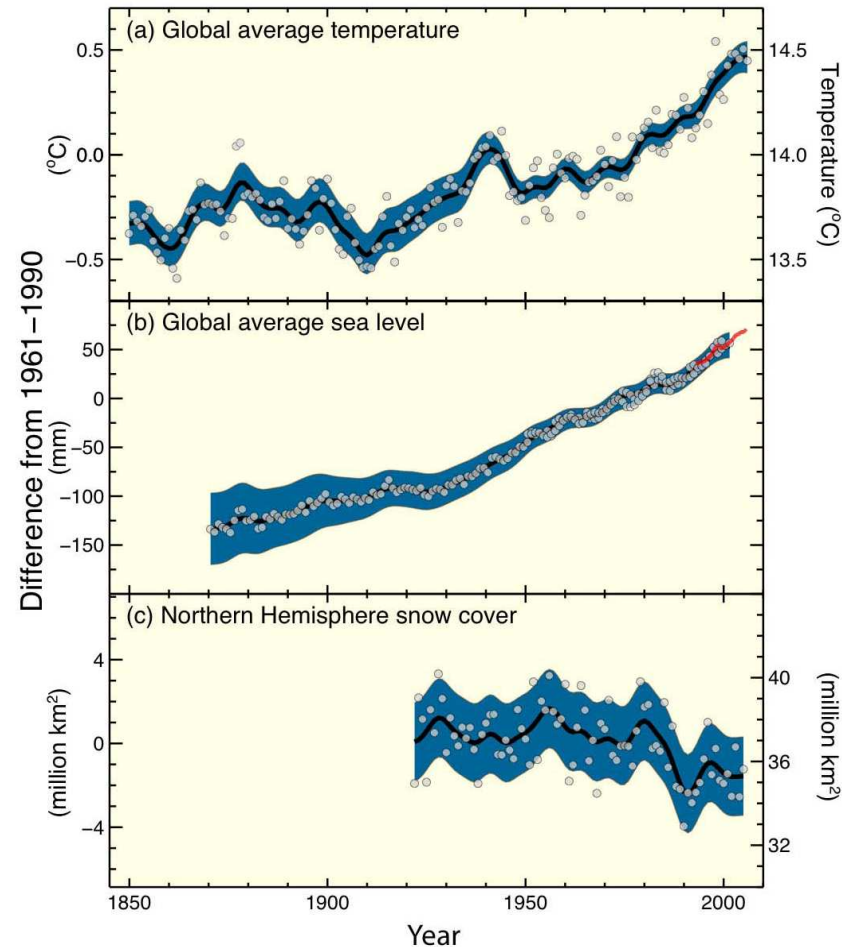 (a) Global average temperature
0.5
0.0
−0.5
(°C)
14.5
14.0
13.5
Temperature (°C)
Difference from 1961−1990
(b) Global average sea level
50
0
−50
−100
−150
(mm)
(c) Northern Hemisphere snow cover
4
0
−4
(million km²)
40
36
32
(million km²)
1850
1900
1950
2000
Year